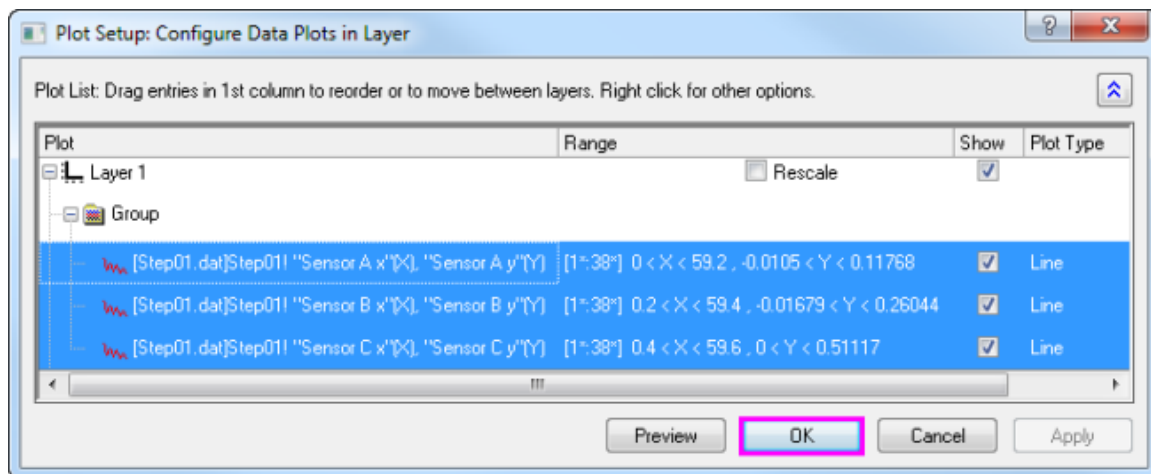 Plot Setup: Configure Data Plots in Layer
Plot List: Drag entries in 1st column to reorder or to move between layers. Right click for other options.
Plot Range Show Plot Type
Layer 1 Rescale
Group
[Step01.dat]Step01! "Sensor A x"(X), "Sensor A y"(Y) [1*:38*] 0 < X < 59.2 , -0.0105 < Y < 0.11768 Line
[Step01.dat]Step01! "Sensor B x"(X), "Sensor B y"(Y) [1*:38*] 0.2 < X < 59.4 , -0.01679 < Y < 0.26044 Line
[Step01.dat]Step01! "Sensor C x"(X), "Sensor C y"(Y) [1*:38*] 0.4 < X < 59.6 , 0 < Y < 0.51117 Line
Preview OK Cancel Apply